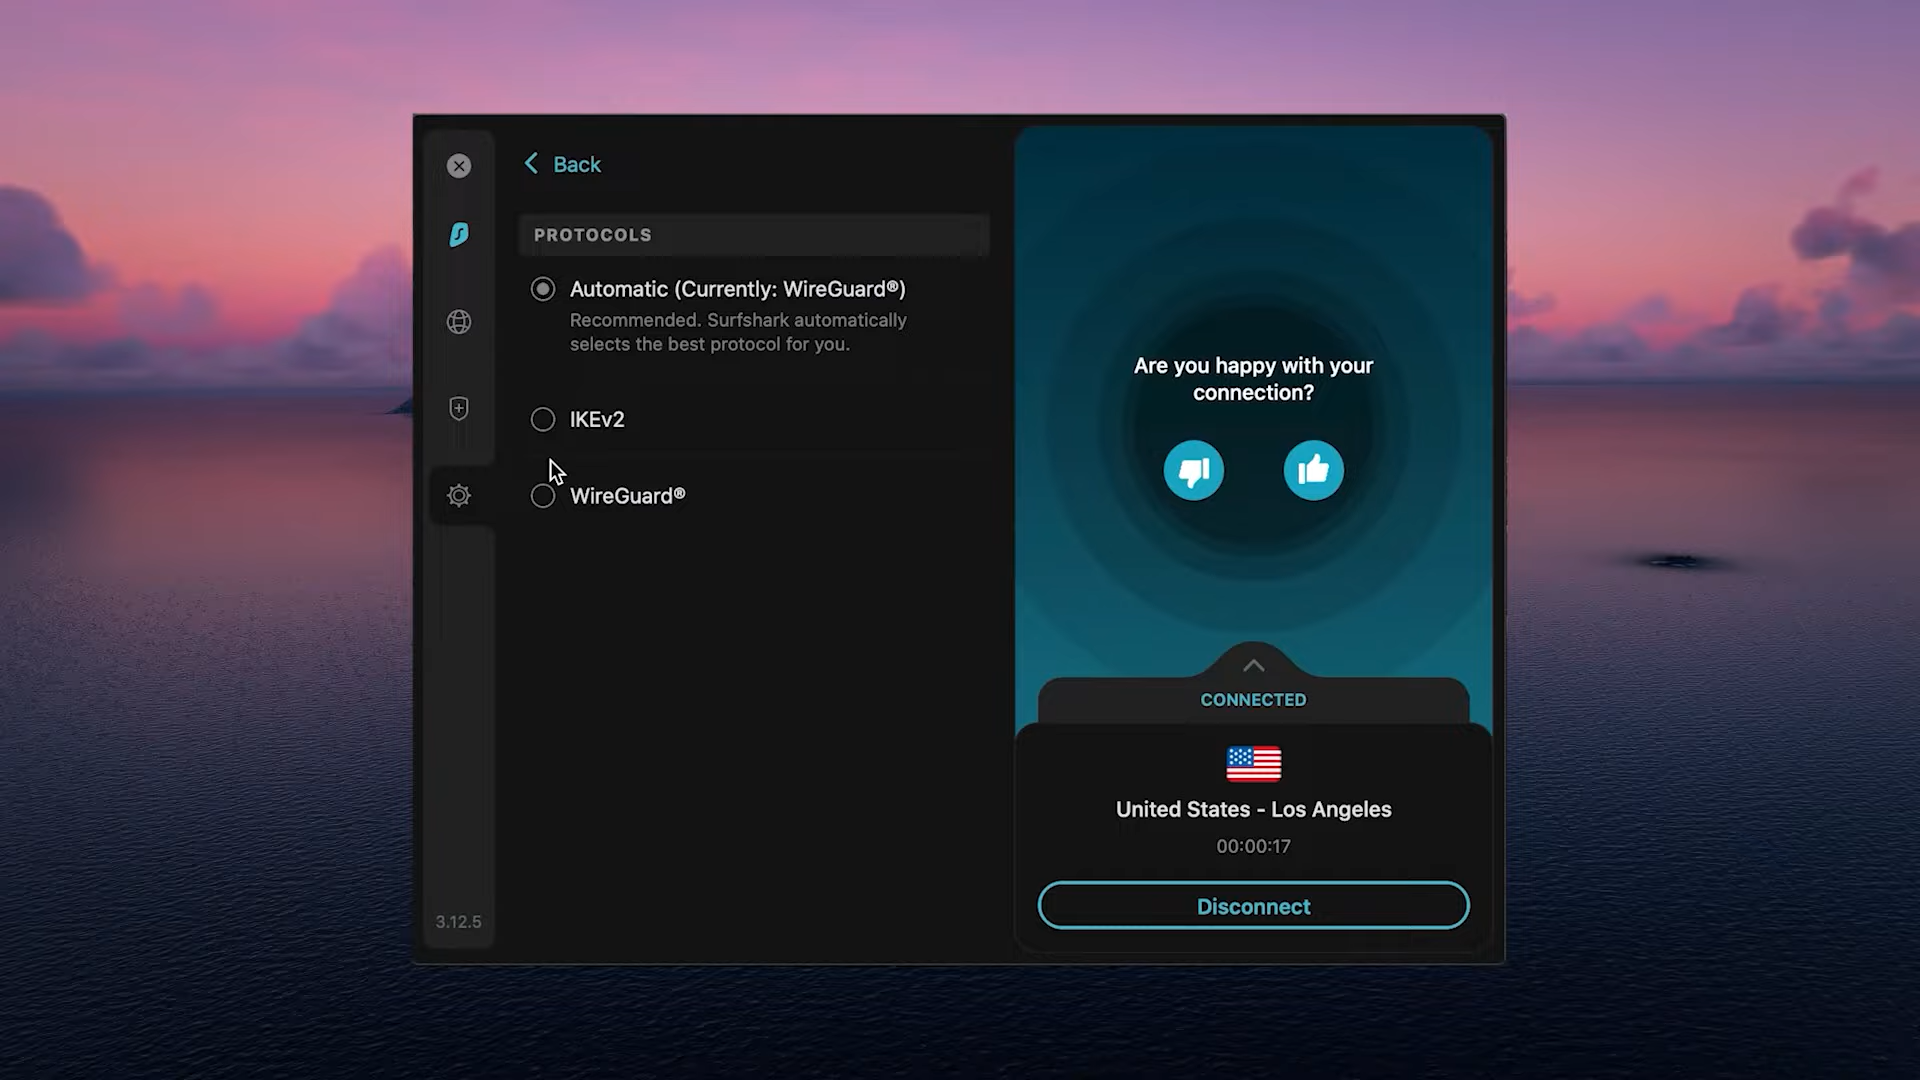 Back
PROTOCOLS
Automatic (Currently: WireGuard®)
Recommended. Surfshark automatically
selects the best protocol for you.
IKEv2
WireGuard®
3.12.5
Are you happy with your
connection?
CONNECTED
United States - Los Angeles
00:00:17
Disconnect